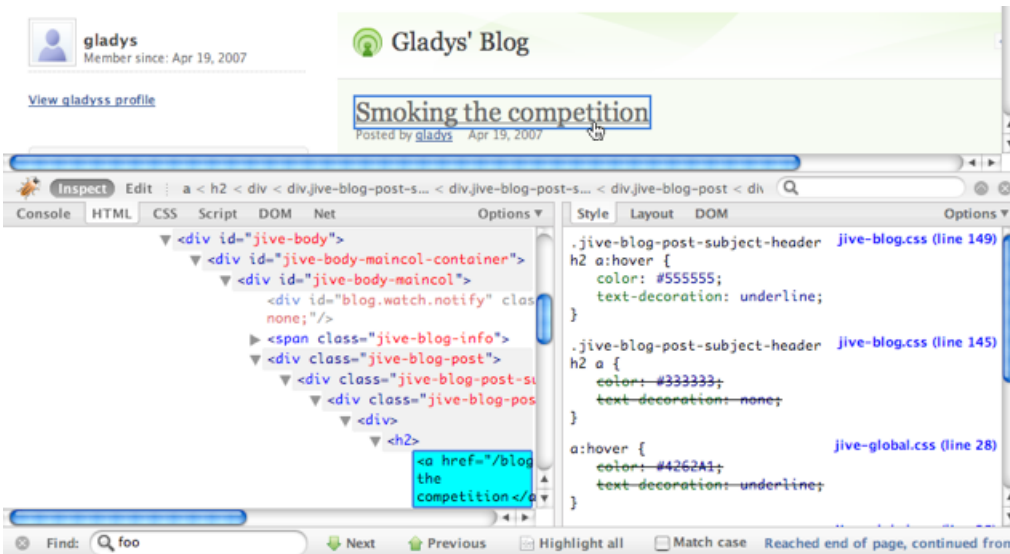 gladys
Member since: Apr 19, 2007
View gladyss profile
Gladys' Blog
Smoking the competition
Posted by gladys Apr 19, 2007
Inspect Edit a < h2 < div < div.jive-blog-post-s... < div.jive-blog-post-s... < div.jive-blog-post < div
Console HTML CSS Script DOM Net Options
<div id="jive-body">
<div id="jive-body-maincol-container">
<div id="jive-body-maincol">
<div id="blog.watch.notify" clas
none;"/>
<span class="jive-blog-info">
<div class="jive-blog-post">
<div class="jive-blog-post-su
<div class="jive-blog-pos
<div>
<h2>
<a href="/blog
the
competition</a
Style Layout DOM Options
.jive-blog-post-subject-header jive-blog.css (line 149)
h2 a:hover {
color: #555555;
text-decoration: underline;
}
.jive-blog-post-subject-header jive-blog.css (line 145)
h2 a {
color: #333333;
text-decoration: none;
}
a:hover { jive-global.css (line 28)
color: #4262A1;
text-decoration: underline;
}
Find: foo Next Previous Highlight all Match case Reached end of page, continued from